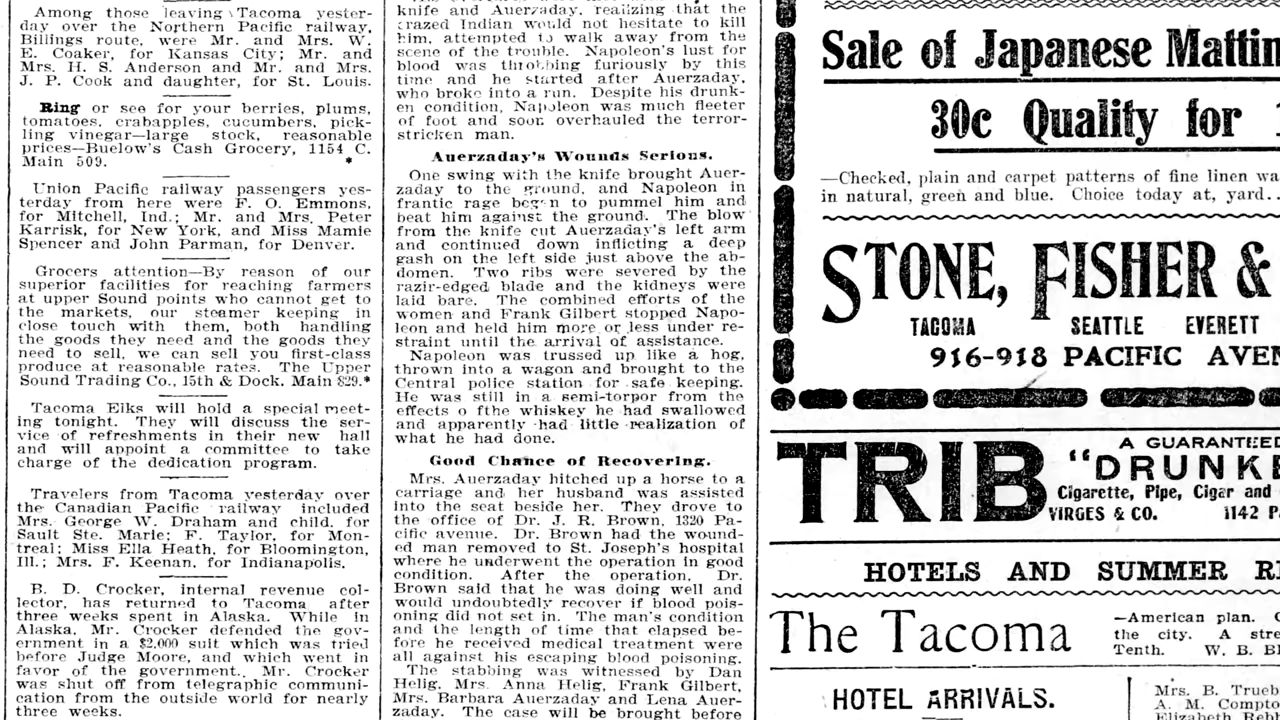 Among those leaving Tacoma yester-
day over the Northern Pacific railway,
Billings route, were Mr. and Mrs. W.
E. Coaker, for Kansas City; Mr. and
Mrs. H. S. Anderson and Mr. and Mrs.
J. P. Cook and daughter, for St. Louis.
Ring or see for your berries, plums,
tomatoes, crabapples, cucumbers, pick-
ling vinegar—large stock, reasonable
prices—Buelow's Cash Grocery, 1154 C.
Main 509. *
Union Pacific railway passengers yes-
terday from here were F. O. Emmons,
for Mitchell, Ind.; Mr. and Mrs. Peter
Karrisk, for New York, and Miss Mamie
Spencer and John Parman, for Denver.
Grocers attention—By reason of our
superior facilities for reaching farmers
at upper Sound points who cannot get to
the markets, our steamer keeping in
close touch with them, both handling
the goods they need and the goods they
need to sell, we can sell you first-class
produce at reasonable rates. The Upper
Sound Trading Co., 15th & Dock. Main 829.*
Tacoma Elks will hold a special meet-
ing tonight. They will discuss the ser-
vice of refreshments in their new hall
and will appoint a committee to take
charge of the dedication program.
Travelers from Tacoma yesterday over
the Canadian Pacific railway included
Mrs. George W. Draham and child, for
Sault Ste. Marie; F. Taylor, for Mon-
treal; Miss Ella Heath, for Bloomington,
Ill.; Mrs. F. Keenan, for Indianapolis.
B. D. Crocker, internal revenue col-
lector, has returned to Tacoma after
three weeks spent in Alaska. While in
Alaska, Mr. Crocker defended the gov-
ernment in a $2,000 suit which was tried
before Judge Moore, and which went in
favor of the government. Mr. Crocker
was shut off from telegraphic communi-
cation from the outside world for nearly
three weeks.
knife and Auerzaday, realizing that the
crazed Indian would not hesitate to kill
him, attempted to walk away from the
scene of the trouble. Napoleon's lust for
blood was throbbing furiously by this
time and he started after Auerzaday,
who broke into a run. Despite his drunk-
en condition, Napoleon was much fleeter
of foot and soon overhauled the terror-
stricken man.
Auerzaday's Wounds Serious.
One swing with the knife brought Auer-
zaday to the ground, and Napoleon in
frantic rage began to pummel him and
beat him against the ground. The blow
from the knife cut Auerzaday's left arm
and continued down inflicting a deep
gash on the left side just above the ab-
domen. Two ribs were severed by the
razir-edged blade and the kidneys were
laid bare. The combined efforts of the
women and Frank Gilbert stopped Napo-
leon and held him more or less under re-
straint until the arrival of assistance.
Napoleon was trussed up like a hog,
thrown into a wagon and brought to the
Central police station for safe keeping.
He was still in a semi-torpor from the
effects o fthe whiskey he had swallowed
and apparently had little realization of
what he had done.
Good Chance of Recovering.
Mrs. Auerzaday hitched up a horse to a
carriage and her husband was assisted
into the seat beside her. They drove to
the office of Dr. J. R. Brown, 1320 Pa-
cific avenue. Dr. Brown had the wound-
ed man removed to St. Joseph's hospital
where he underwent the operation in good
condition. After the operation, Dr.
Brown said that he was doing well and
would undoubtedly recover if blood pois-
oning did not set in. The man's condition
and the length of time that elapsed be-
fore he received medical treatment were
all against his escaping blood poisoning.
The stabbing was witnessed by Dan
Helig, Mrs. Anna Helig, Frank Gilbert,
Mrs. Barbara Auerzaday and Lena Auer-
zaday. The case will be brought before
Sale of Japanese Mattin
30c Quality for
—Checked, plain and carpet patterns of fine linen wa
in natural, green and blue. Choice today at, yard..
STONE, FISHER &
TACOMA SEATTLE EVERETT
916-918 PACIFIC AVEN
TRIB
A GUARANTEED
"DRUNKE
Cigarette, Pipe, Cigar and
VIRGES & CO. 1142 P
HOTELS AND SUMMER RE
The Tacoma
—American plan.
the city. A stre
Tenth. W. B. Bl
HOTEL ARRIVALS.
Mrs. B. Trueb
A. M. Compto
Elizabeth